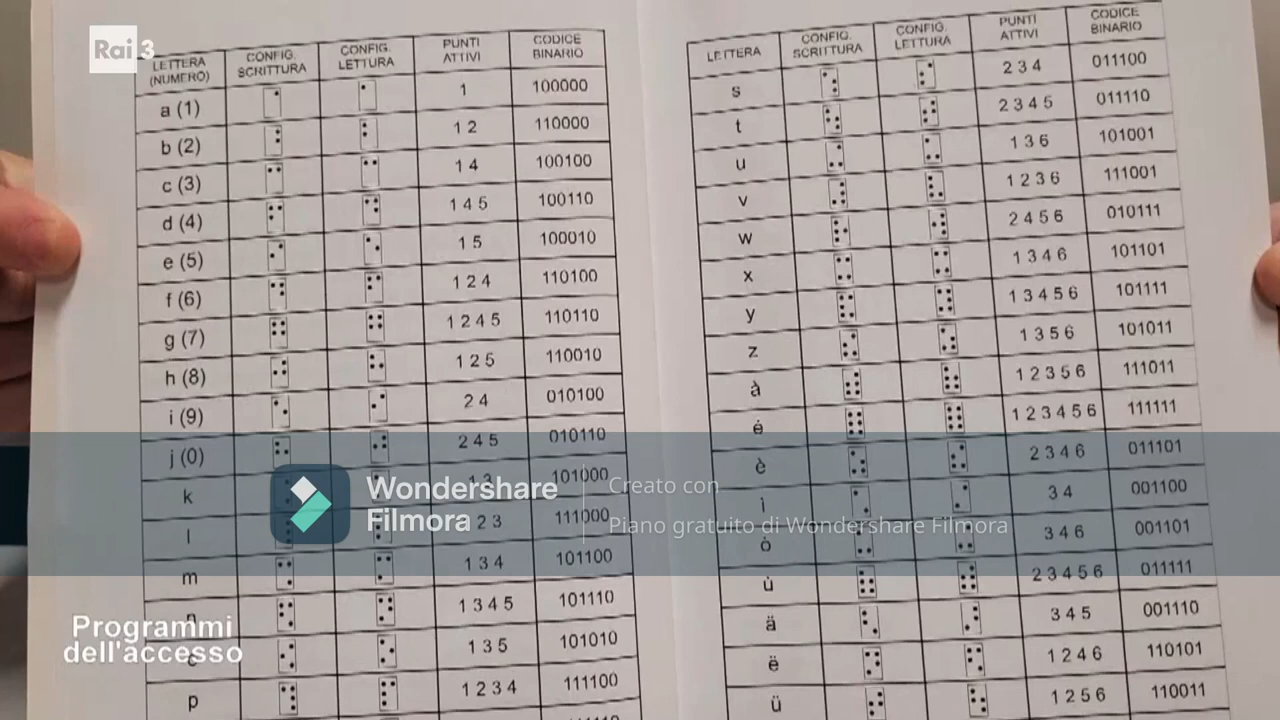 Rai 3
LETTERA (NUMERO) CONFIG. SCRITTURA CONFIG. LETTURA PUNTI ATTIVI CODICE BINARIO
a (1) 1 100000
b (2) 1 2 110000
c (3) 1 4 100100
d (4) 1 4 5 100110
e (5) 1 5 100010
f (6) 1 2 4 110100
g (7) 1 2 4 5 110110
h (8) 1 2 5 110010
i (9) 2 4 010100
j (0) 2 4 5 010110
k 1 3 101000
l 2 3 111000
m 1 3 4 101100
n 1 3 4 5 101110
1 3 5 101010
p 1 2 3 4 111100
LETTERA CONFIG. SCRITTURA CONFIG. LETTURA PUNTI ATTIVI CODICE BINARIO
s 2 3 4 011100
t 2 3 4 5 011110
u 1 3 6 101001
v 1 2 3 6 111001
w 2 4 5 6 010111
x 1 3 4 6 101101
y 1 3 4 5 6 101111
z 1 3 5 6 101011
à 1 2 3 5 6 111011
é 1 2 3 4 5 6 111111
è 2 3 4 6 011101
ì 3 4 001100
ò 3 4 6 001101
ù 2 3 4 5 6 011111
ä 3 4 5 001110
ë 1 2 4 6 110101
ü 1 2 5 6 110011
Wondershare
Filmora
Creato con
Piano gratuito di Wondershare Filmora
Programmi
dell'accesso